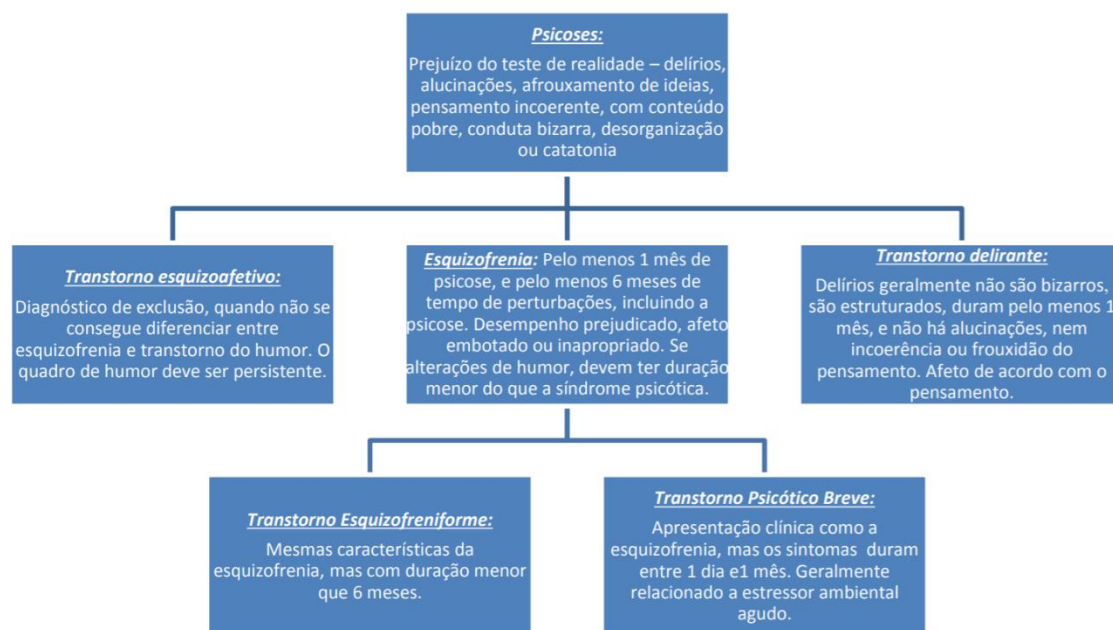 Psicoses:
Prejuízo do teste de realidade – delírios,
alucinações, afrouxamento de ideias,
pensamento incoerente, com conteúdo
pobre, conduta bizarra, desorganização
ou catatonia
Transtorno esquizoafetivo:
Diagnóstico de exclusão, quando não se
consegue diferenciar entre
esquizofrenia e transtorno do humor. O
quadro de humor deve ser persistente.
Esquizofrenia: Pelo menos 1 mês de
psicose, e pelo menos 6 meses de
tempo de perturbações, incluindo a
psicose. Desempenho prejudicado, afeto
embotado ou inapropriado. Se
alterações de humor, devem ter duração
menor do que a síndrome psicótica.
Transtorno delirante:
Delírios geralmente não são bizarros,
são estruturados, duram pelo menos 1
mês, e não há alucinações, nem
incoerência ou frouxidão do
pensamento. Afeto de acordo com o
pensamento.
Transtorno Esquizofreniforme:
Mesmas características da
esquizofrenia, mas com duração menor
que 6 meses.
Transtorno Psicótico Breve:
Apresentação clínica como a
esquizofrenia, mas os sintomas duram
entre 1 dia e1 mês. Geralmente
relacionado a estressor ambiental
agudo.